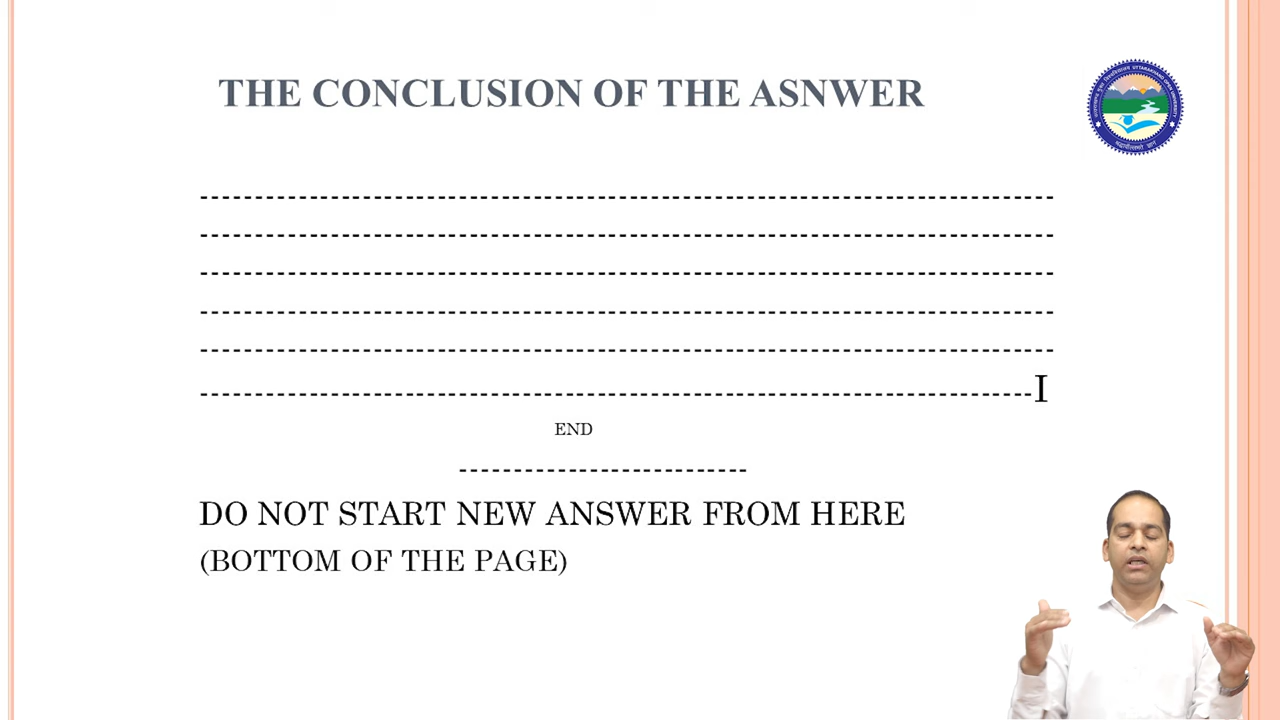 THE CONCLUSION OF THE ASNWER
--------------------------------------------------------------------------------
--------------------------------------------------------------------------------
--------------------------------------------------------------------------------
--------------------------------------------------------------------------------
--------------------------------------------------------------------------------
------------------------------------------------------------------------------I
END
---------------------------
DO NOT START NEW ANSWER FROM HERE
(BOTTOM OF THE PAGE)